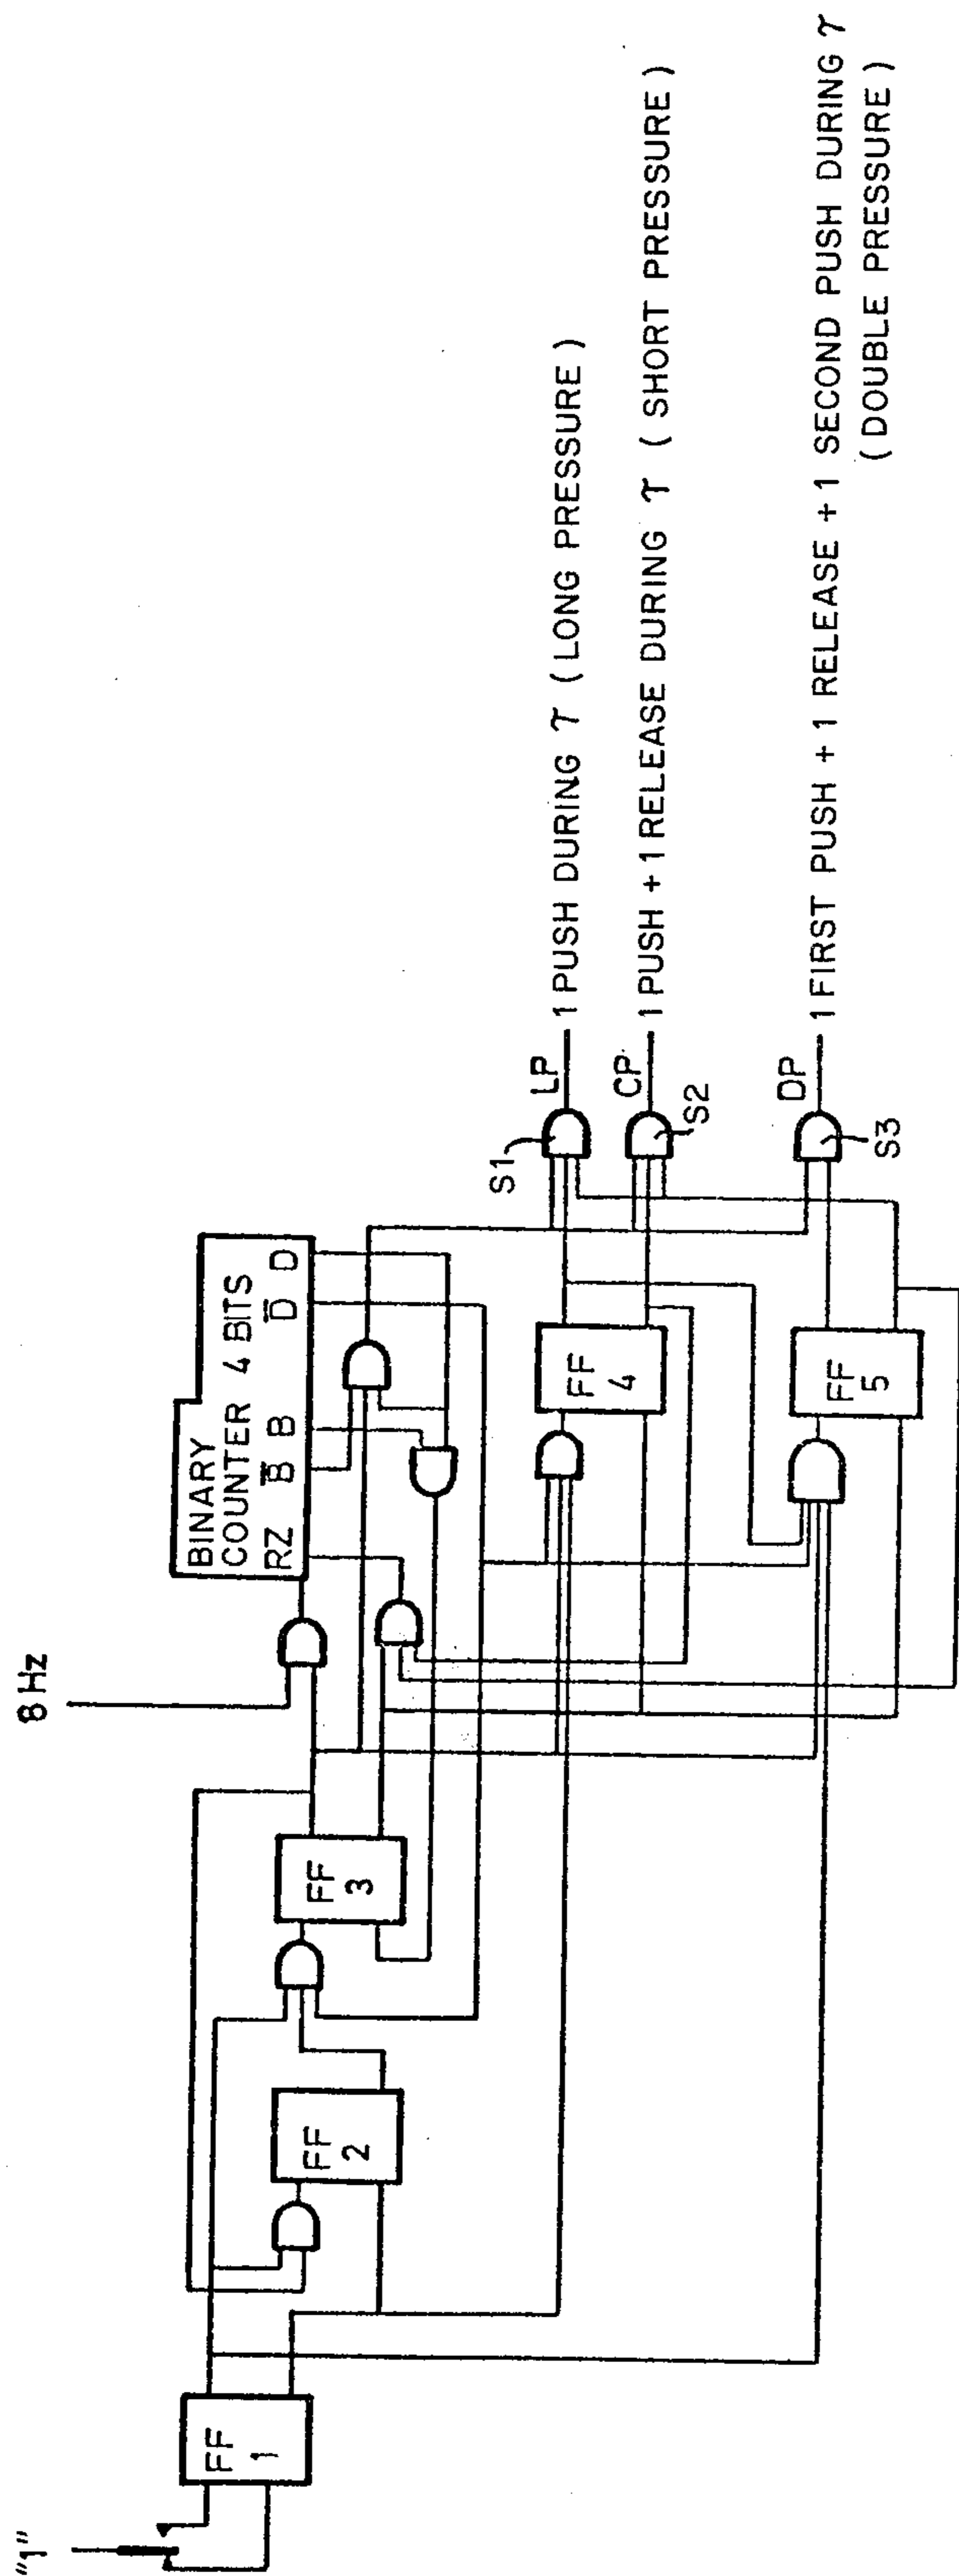 "1"
8 Hz
FF
1
FF
2
FF
3
BINARY
COUNTER 4 BITS
RZ B̅ B D̅ D
FF
4
FF
5
S1
LP
1 PUSH DURING τ (LONG PRESSURE)
CP
S2
1 PUSH + 1 RELEASE DURING τ (SHORT PRESSURE)
DP
S3
1 FIRST PUSH + 1 RELEASE + 1 SECOND PUSH DURING τ
(DOUBLE PRESSURE)